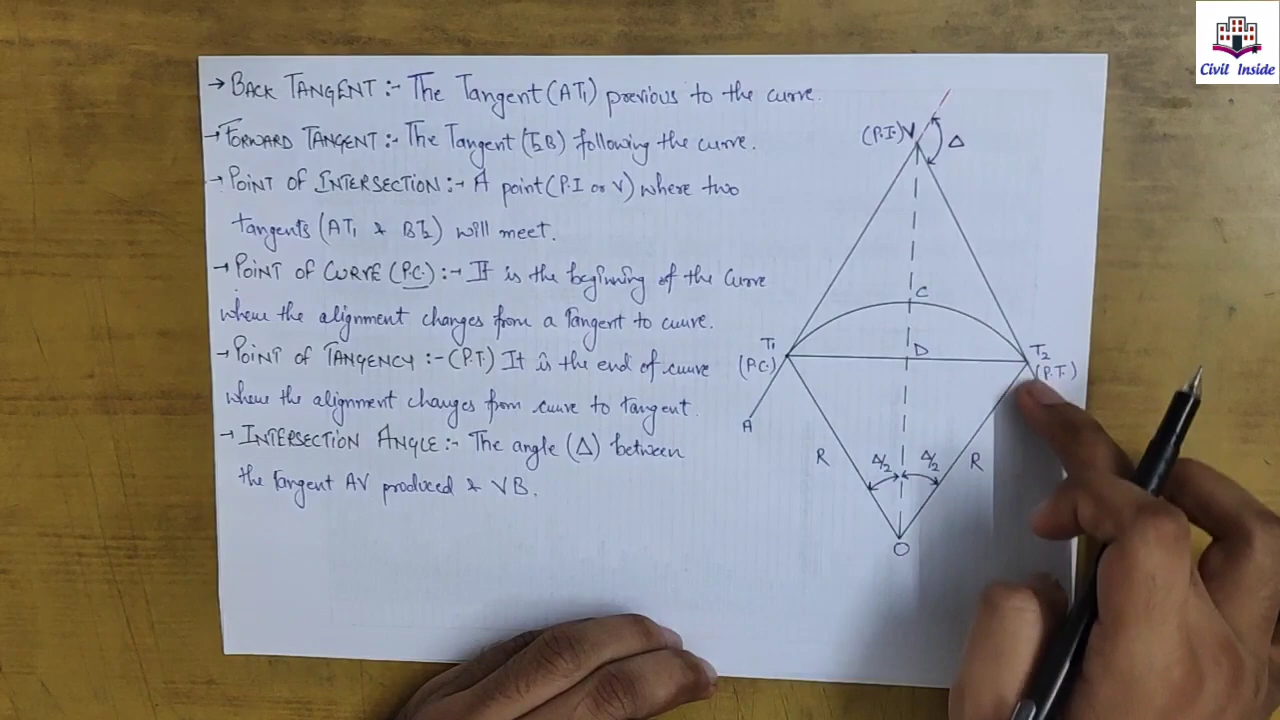 → BACK TANGENT :- The Tangent (AT1) previous to the curve.
→ FORWARD TANGENT :- The Tangent (T2B) following the curve.
→ POINT OF INTERSECTION :- A point (P.I or V) where two
tangents (AT1 & BT2) will meet.
→ POINT OF CURVE (P.C.) :- It is the beginning of the curve
where the alignment changes from a Tangent to curve.
→ POINT OF TANGENCY :- (P.T.) It is the end of curve
where the alignment changes from curve to tangent.
→ INTERSECTION ANGLE :- The angle (Δ) between
the Tangent AV produced & VB.
(P.I.) V
Δ
C
T1
(P.C.)
D
T2
(P.T.)
A
R
Δ/2
Δ/2
R
O
Civil Inside